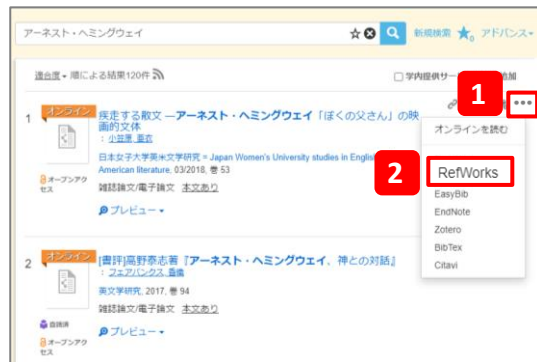 アーネスト・ヘミングウェイ
新規検索
0
アドバンス
適合度 順による結果120件
学内提供サー
追加
1
1
オンライン
疾走する散文 ―アーネスト・ヘミングウェイ「ぼくの父さん」の映
画的文体
: 小笠原, 亜衣
日本女子大学英米文学研究 = Japan Women's University studies in English
American literature, 03/2018, 巻 53
オープンアク
セス
雑誌論文/電子論文 本文あり
プレビュー
オンラインを読む
2
RefWorks
EasyBib
EndNote
Zotero
BibTex
Citavi
2
オンライン
[書評]高野泰志著『アーネスト・ヘミングウェイ、神との対話』
: フェアバンクス, 香織
英文学研究, 2017, 巻 94
雑誌論文/電子論文 本文あり
査読済
オープンアク
セス
プレビュー